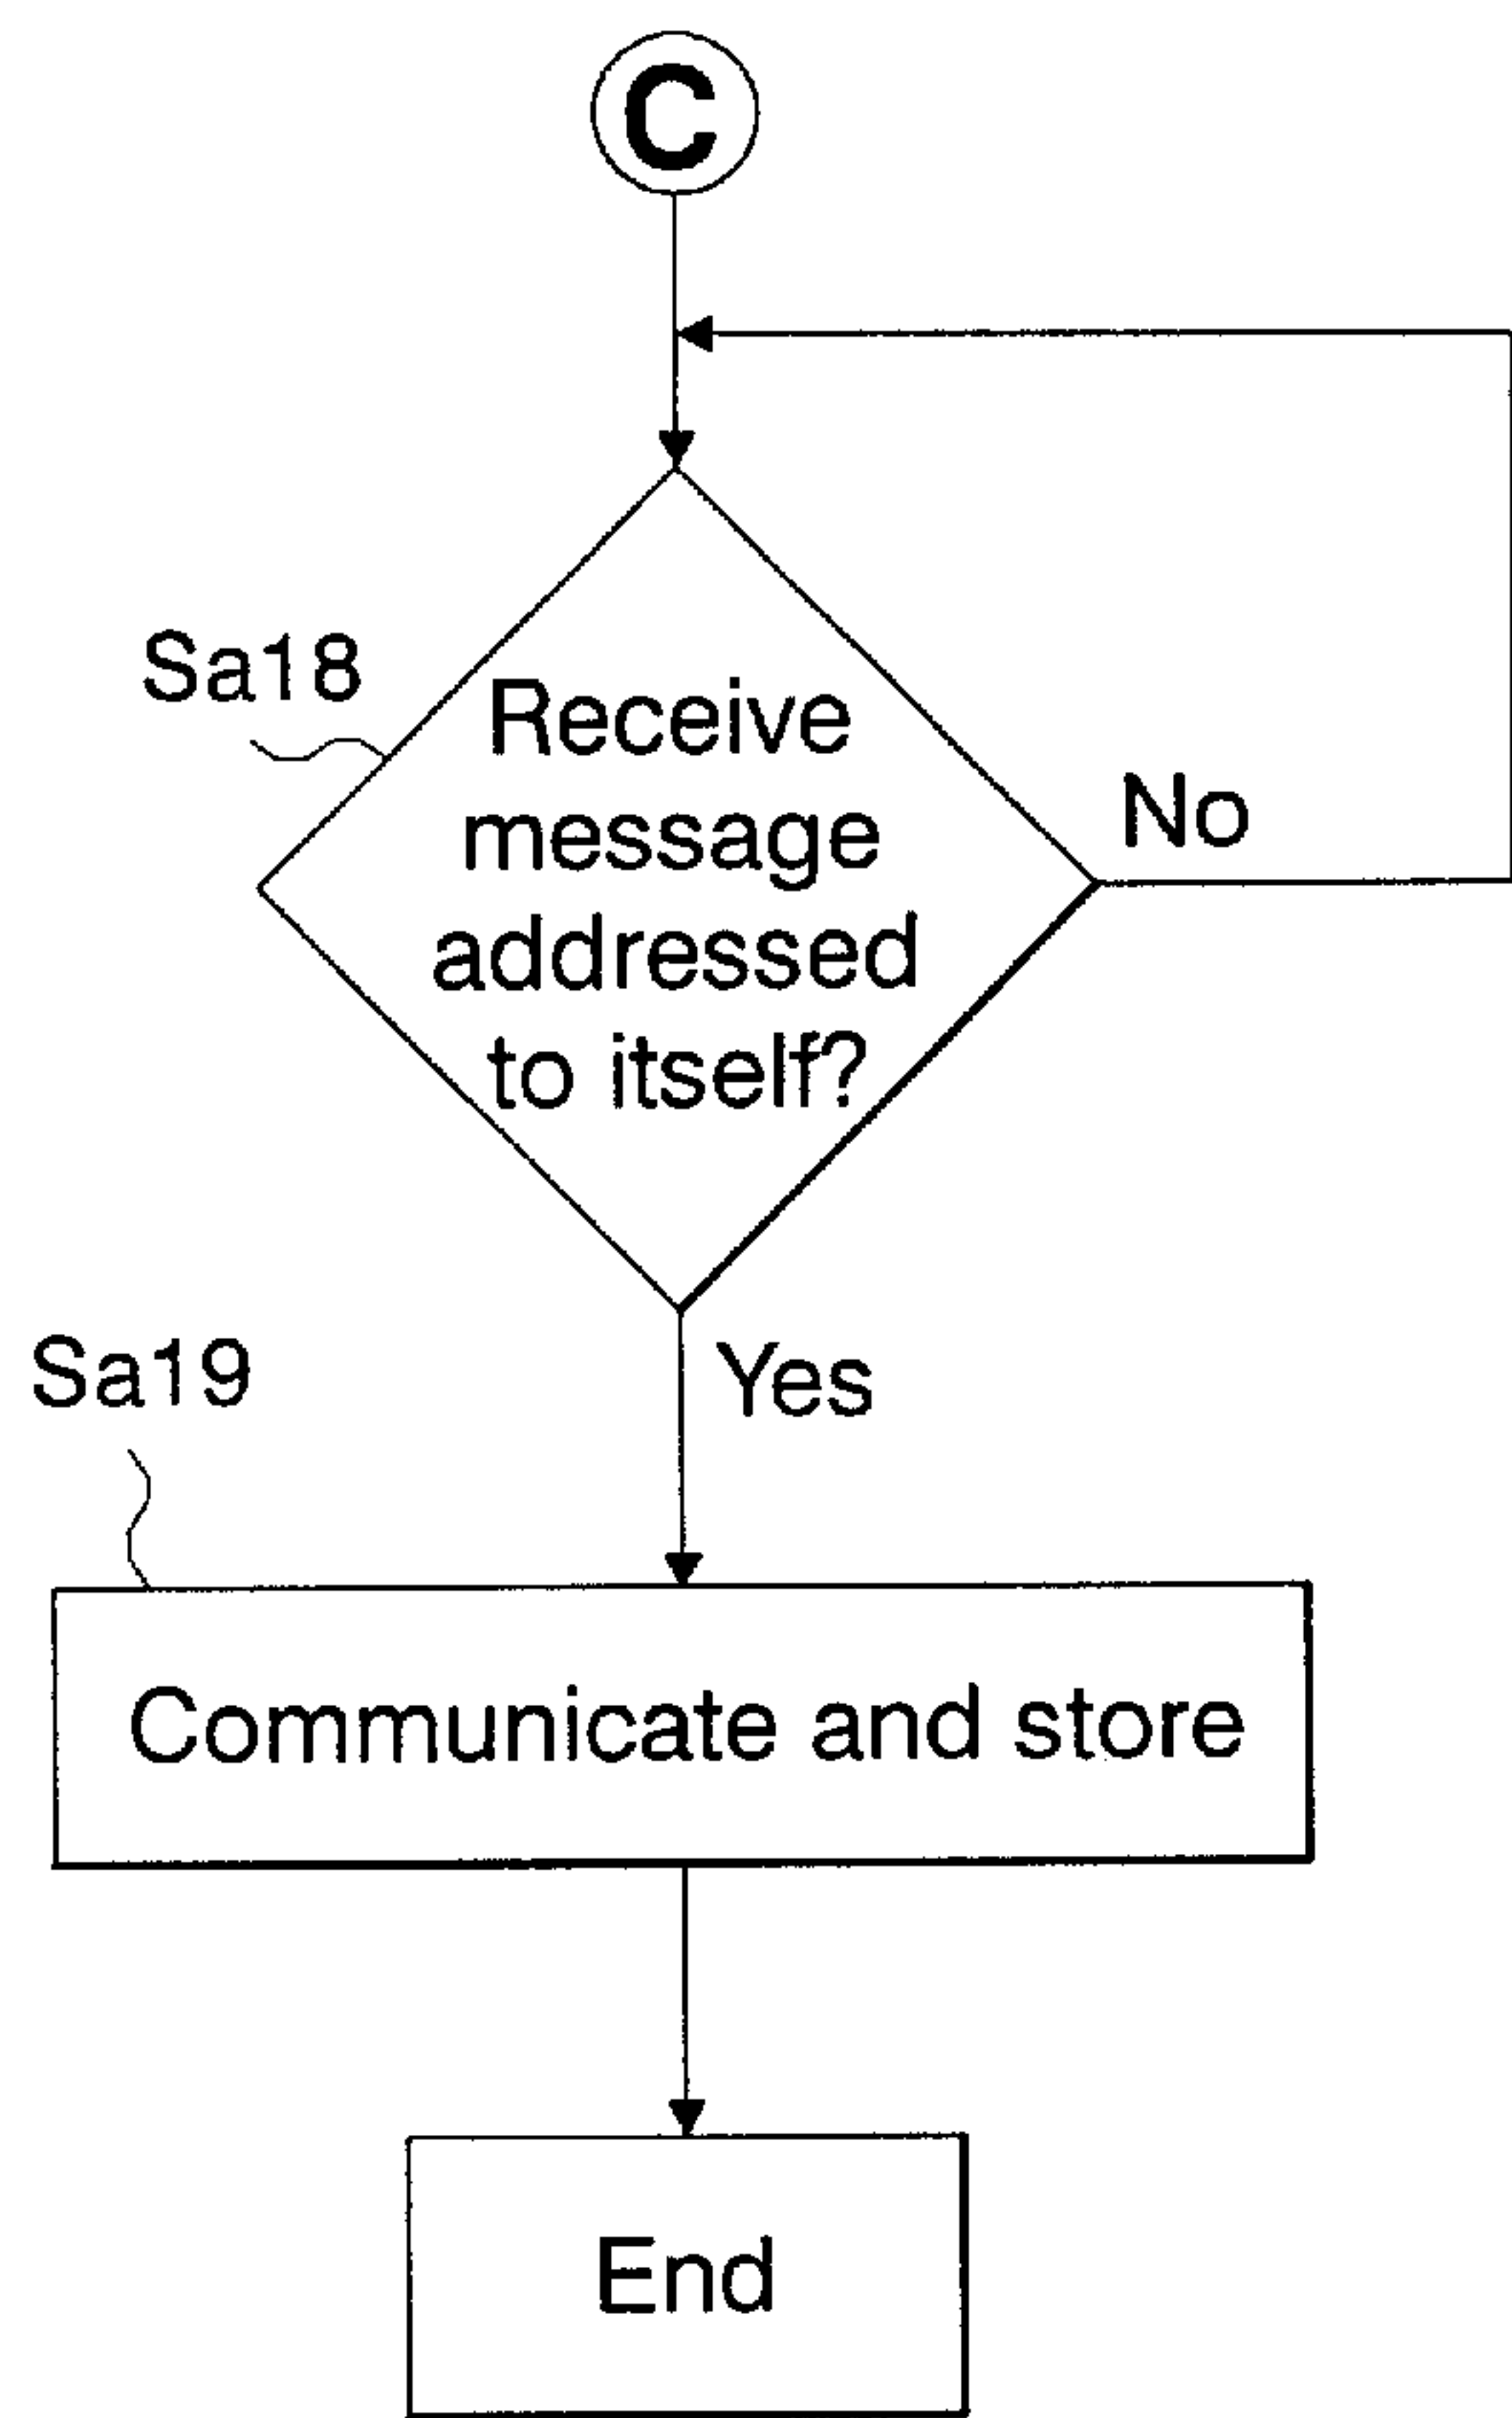 C
Sa18
Receive
message
addressed
to itself?
No
Sa19
Yes
Communicate and store
End